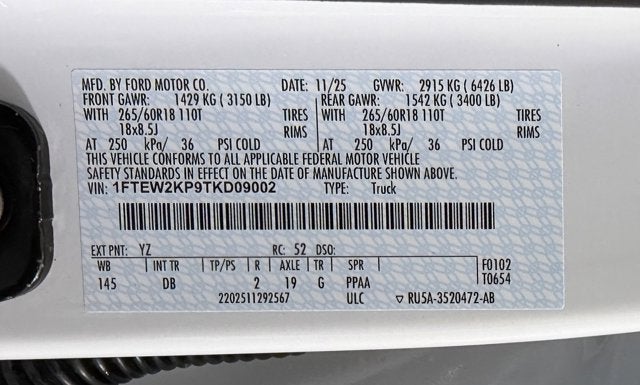 MFD. BY FORD MOTOR CO. DATE: 11/25 GVWR: 2915 KG ( 6426 LB)
FRONT GAWR: 1429 KG ( 3150 LB) REAR GAWR: 1542 KG ( 3400 LB)
WITH 265/60R18 110T TIRES WITH 265/60R18 110T TIRES
18x8.5J RIMS 18x8.5J RIMS
AT 250 kPa/ 36 PSI COLD AT 250 kPa/ 36 PSI COLD
THIS VEHICLE CONFORMS TO ALL APPLICABLE FEDERAL MOTOR VEHICLE
SAFETY STANDARDS IN EFFECT ON THE DATE OF MANUFACTURE SHOWN ABOVE.
VIN: 1FTEW2KP9TKD09002 TYPE: Truck
EXT PNT: YZ RC: 52 DSO:
WB INT TR TP/PS R AXLE TR SPR F0102
145 DB 2 19 G PPAA T0654
2202511292567 ULC RU5A-3520472-AB